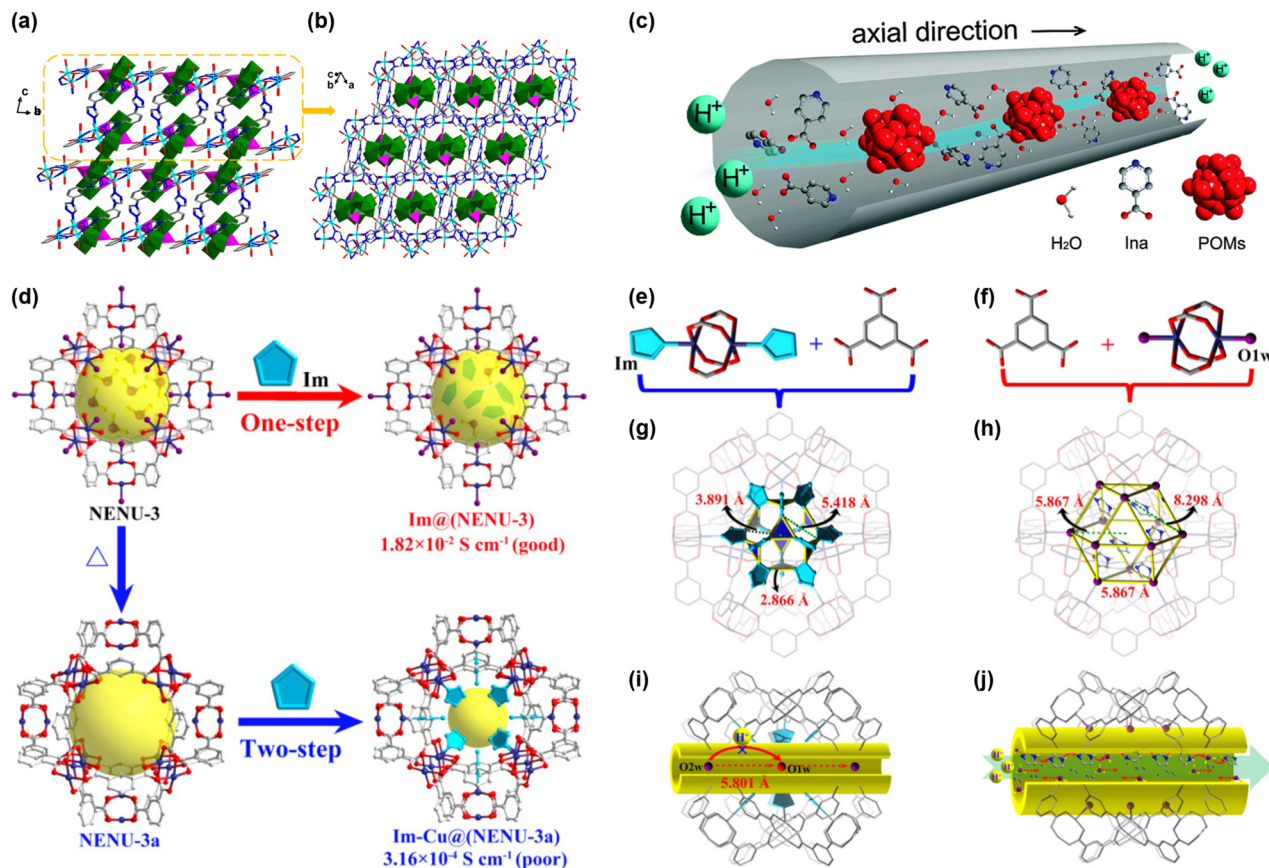 (a)
c
b
(b)
c
b
a
(c)
axial direction
H⁺
H⁺
H⁺
H⁺
H⁺
H⁺
H₂O
Ina
POMs
(d)
Im
One-step
NENU-3
Im@(NENU-3)
1.82×10⁻² S cm⁻¹ (good)
△
Two-step
NENU-3a
Im-Cu@(NENU-3a)
3.16×10⁻⁴ S cm⁻¹ (poor)
(e)
Im
+
(f)
+
O1w
(g)
3.891 Å
5.418 Å
2.866 Å
(h)
5.867 Å
8.298 Å
5.867 Å
(i)
H⁺
×
O2w
O1w
5.801 Å
(j)
H⁺
H⁺
H⁺